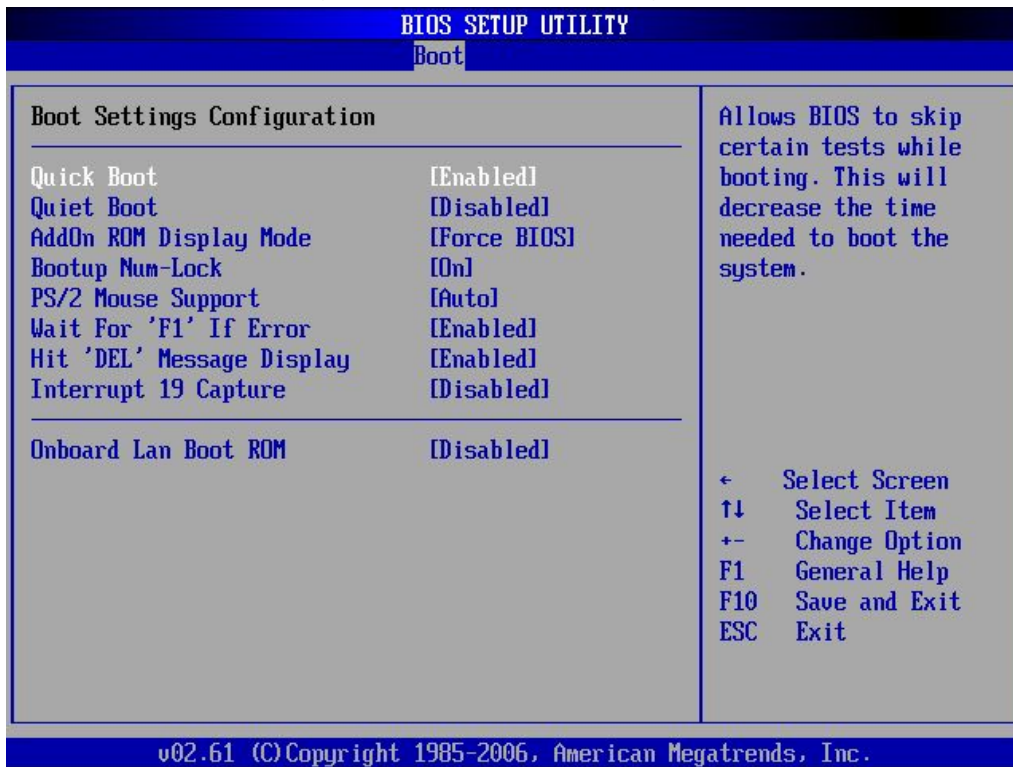 BIOS SETUP UTILITY
Boot
Boot Settings Configuration
Quick Boot [Enabled]
Quiet Boot [Disabled]
AddOn ROM Display Mode [Force BIOS]
Bootup Num-Lock [On]
PS/2 Mouse Support [Auto]
Wait For 'F1' If Error [Enabled]
Hit 'DEL' Message Display [Enabled]
Interrupt 19 Capture [Disabled]
Onboard Lan Boot ROM [Disabled]
Allows BIOS to skip
certain tests while
booting. This will
decrease the time
needed to boot the
system.
← Select Screen
↑↓ Select Item
+- Change Option
F1 General Help
F10 Save and Exit
ESC Exit
v02.61 (C)Copyright 1985-2006, American Megatrends, Inc.